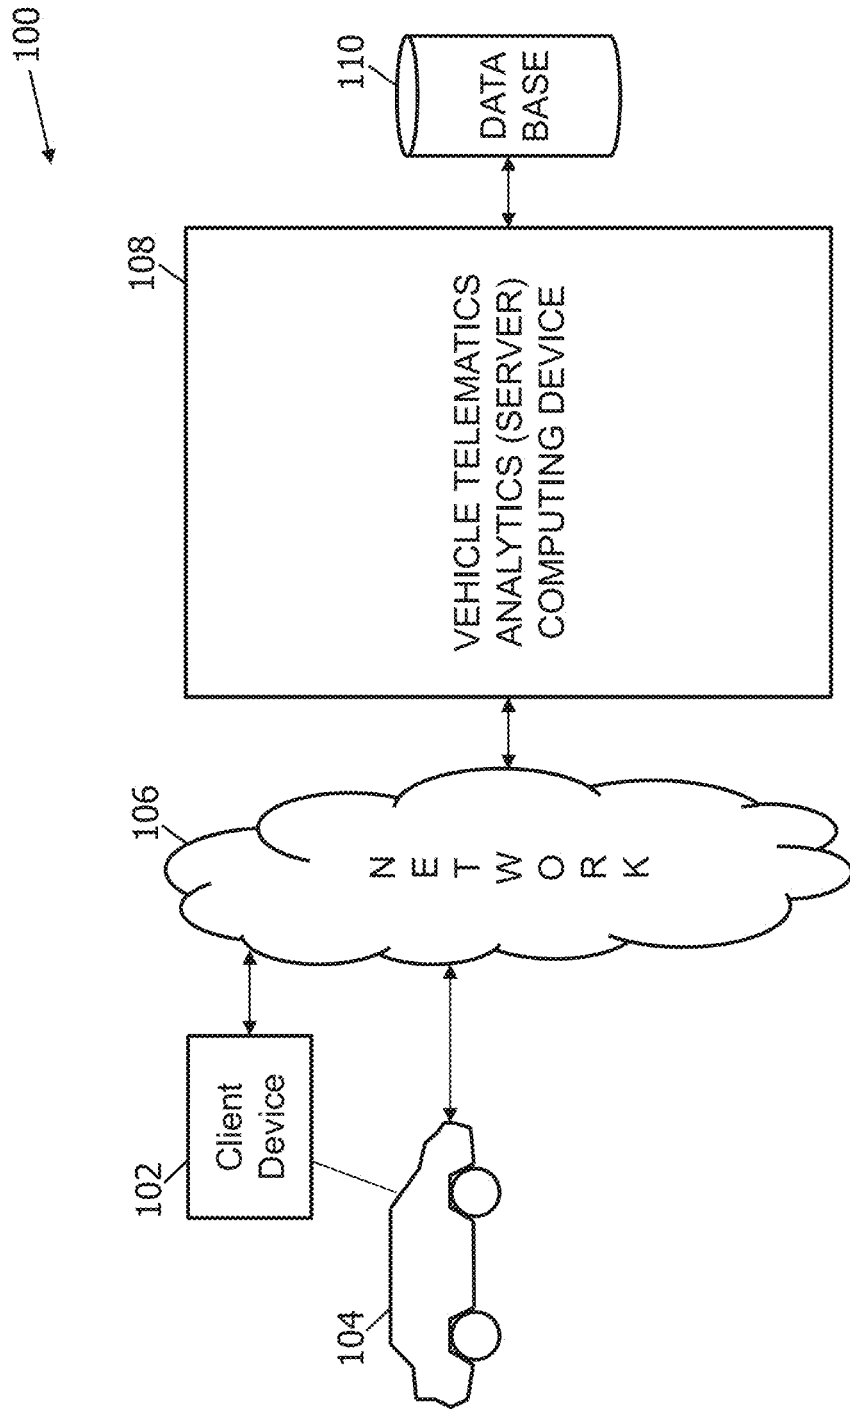 100
102
Client
Device
104
106
N
E
T
W
O
R
K
108
VEHICLE TELEMATICS
ANALYTICS (SERVER)
COMPUTING DEVICE
110
DATA
BASE